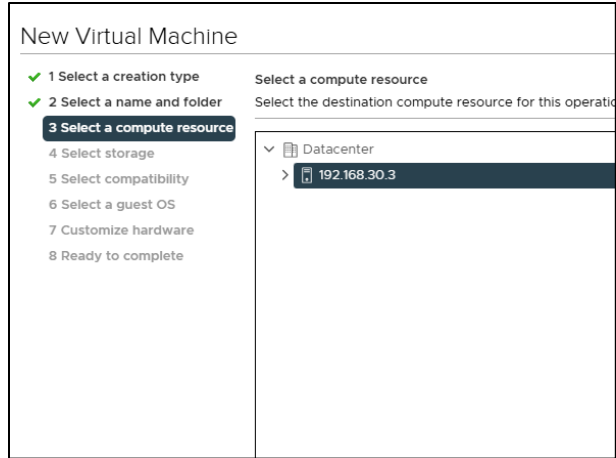 New Virtual Machine
1 Select a creation type
2 Select a name and folder
3 Select a compute resource
4 Select storage
5 Select compatibility
6 Select a guest OS
7 Customize hardware
8 Ready to complete
Select a compute resource
Select the destination compute resource for this operatio
Datacenter
192.168.30.3